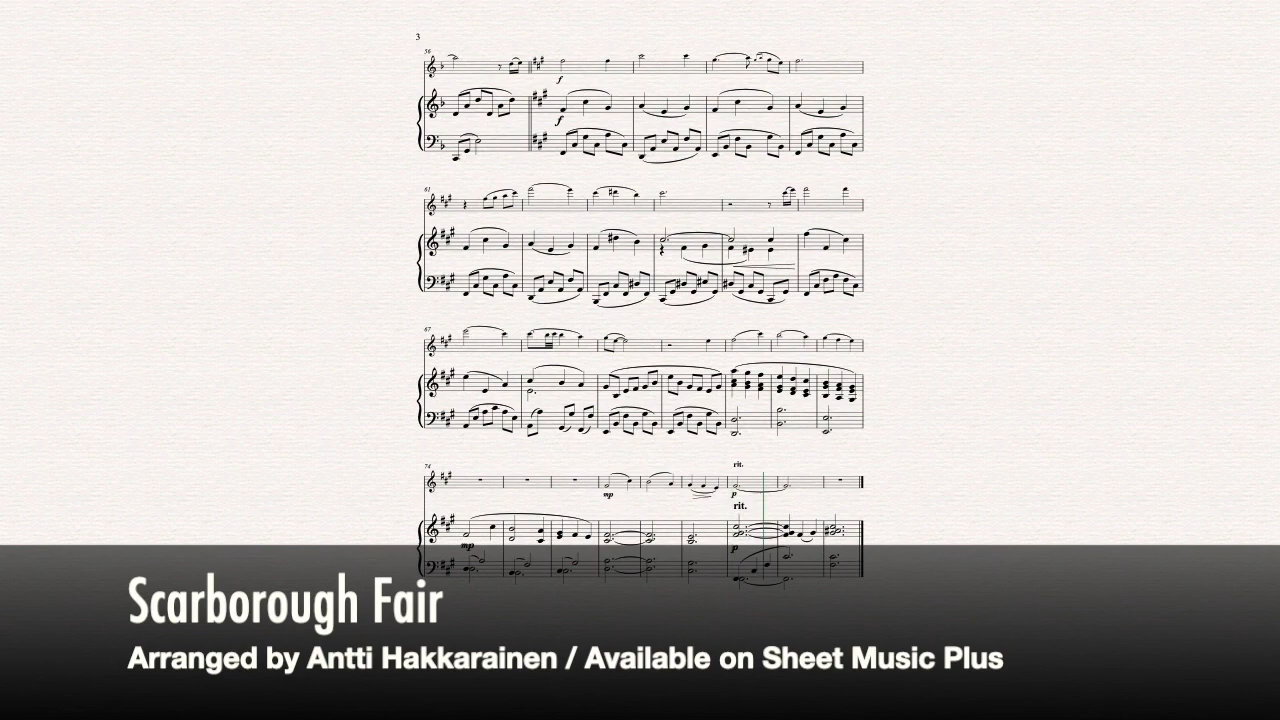 3
56
f
f
61
67
74
rit.
mp
p
rit.
mp
p
Scarborough Fair
Arranged by Antti Hakkarainen / Available on Sheet Music Plus